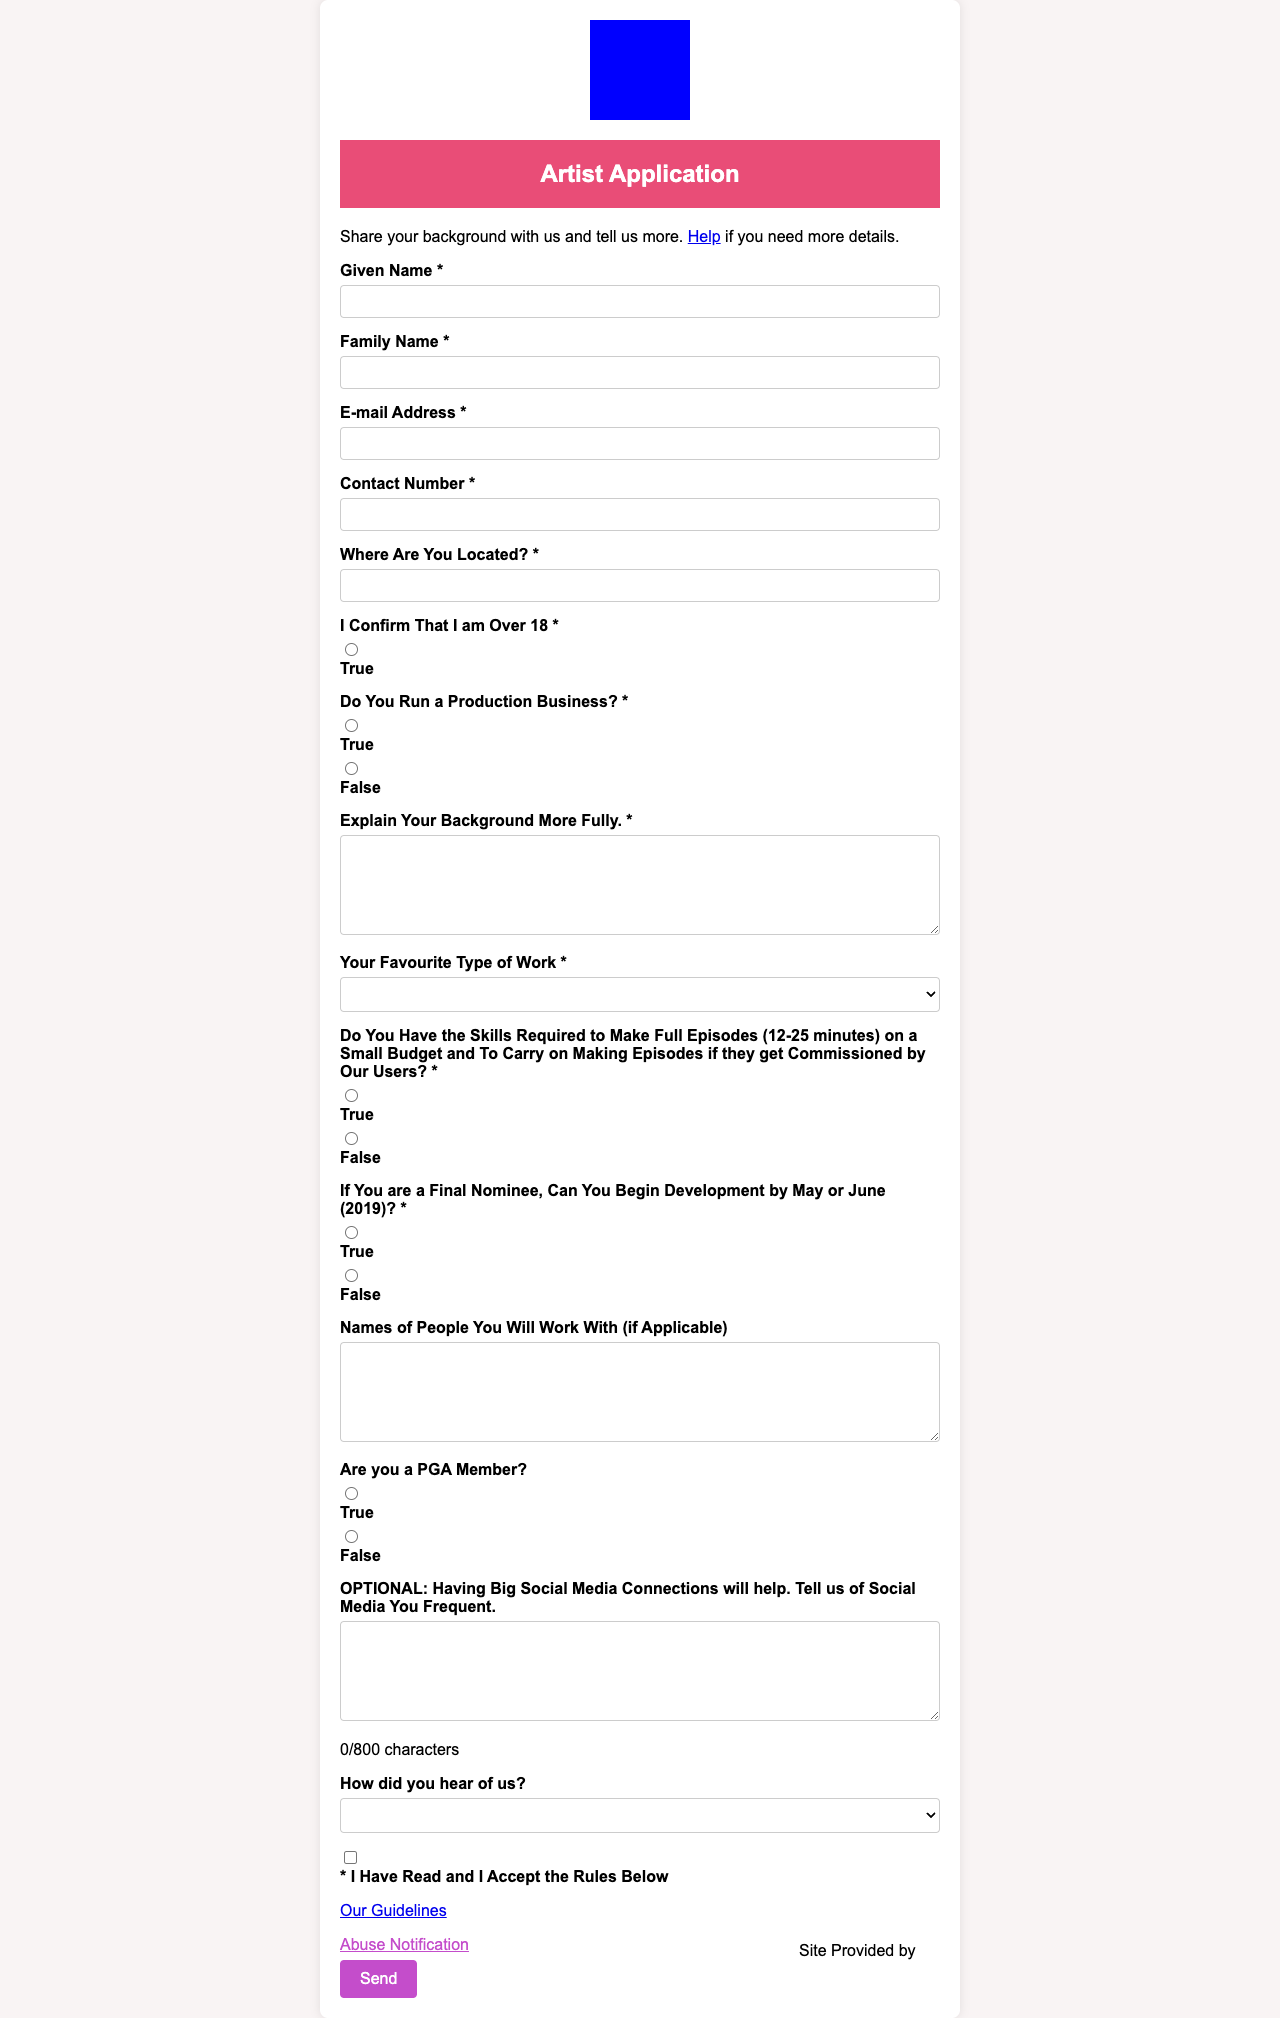 Artist Application
Share your background with us and tell us more. Help if you need more details.
Given Name *
Family Name *
E-mail Address *
Contact Number *
Where Are You Located? *
I Confirm That I am Over 18 *
True
Do You Run a Production Business? *
True
False
Explain Your Background More Fully. *
Your Favourite Type of Work *
Do You Have the Skills Required to Make Full Episodes (12-25 minutes) on a
Small Budget and To Carry on Making Episodes if they get Commissioned by
Our Users? *
True
False
If You are a Final Nominee, Can You Begin Development by May or June
(2019)? *
True
False
Names of People You Will Work With (if Applicable)
Are you a PGA Member?
True
False
OPTIONAL: Having Big Social Media Connections will help. Tell us of Social
Media You Frequent.
0/800 characters
How did you hear of us?
* I Have Read and I Accept the Rules Below
Our Guidelines
Abuse Notification
Site Provided by
Send